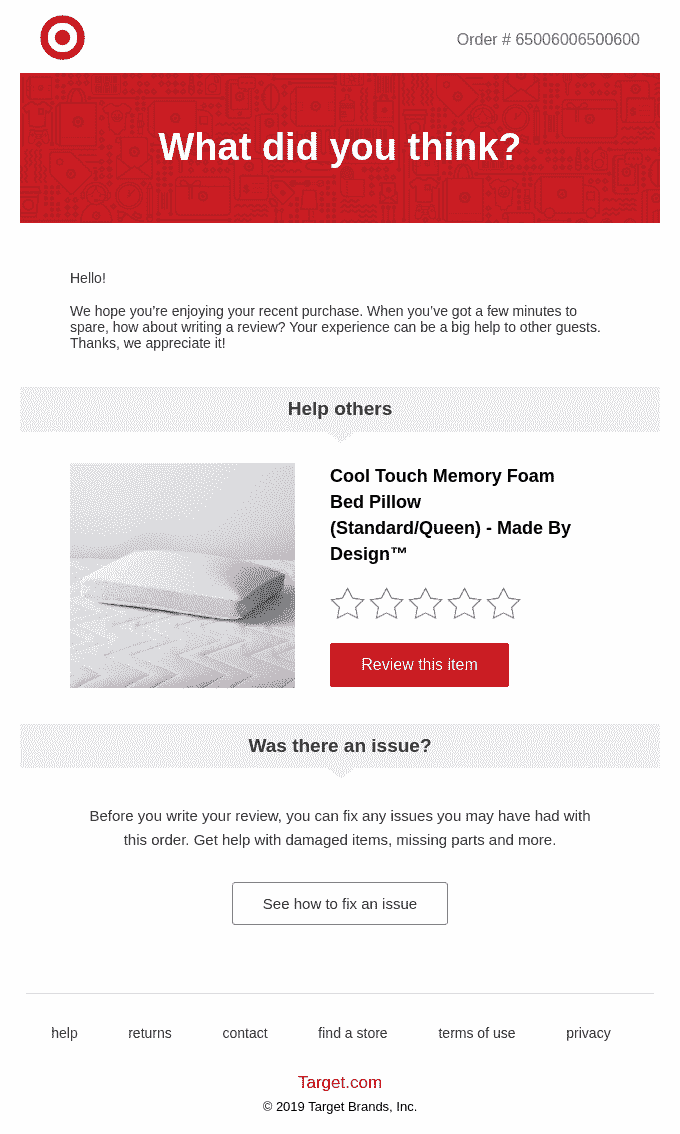 Order # 65006006500600
What did you think?
Hello!
We hope you're enjoying your recent purchase. When you've got a few minutes to
spare, how about writing a review? Your experience can be a big help to other guests.
Thanks, we appreciate it!
Help others
Cool Touch Memory Foam
Bed Pillow
(Standard/Queen) - Made By
Design™
Review this item
Was there an issue?
Before you write your review, you can fix any issues you may have had with
this order. Get help with damaged items, missing parts and more.
See how to fix an issue
help returns contact find a store terms of use privacy
Target.com
© 2019 Target Brands, Inc.